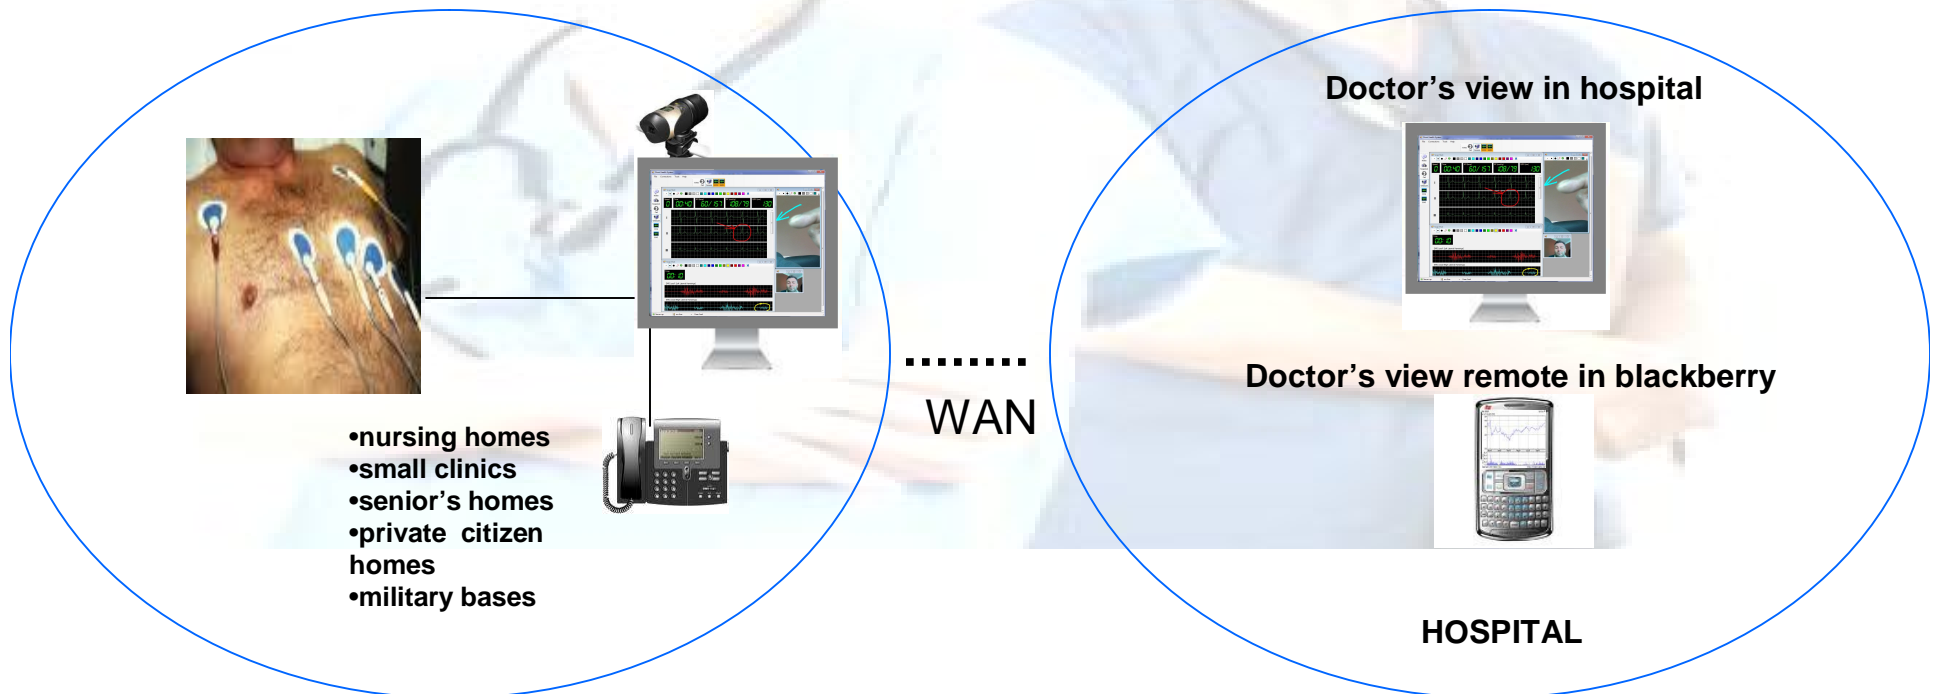 Doctor’s view in hospital
Doctor’s view remote in blackberry
WAN
•nursing homes
•small clinics
•senior’s homes
•private  citizen
homes
•military bases
HOSPITAL